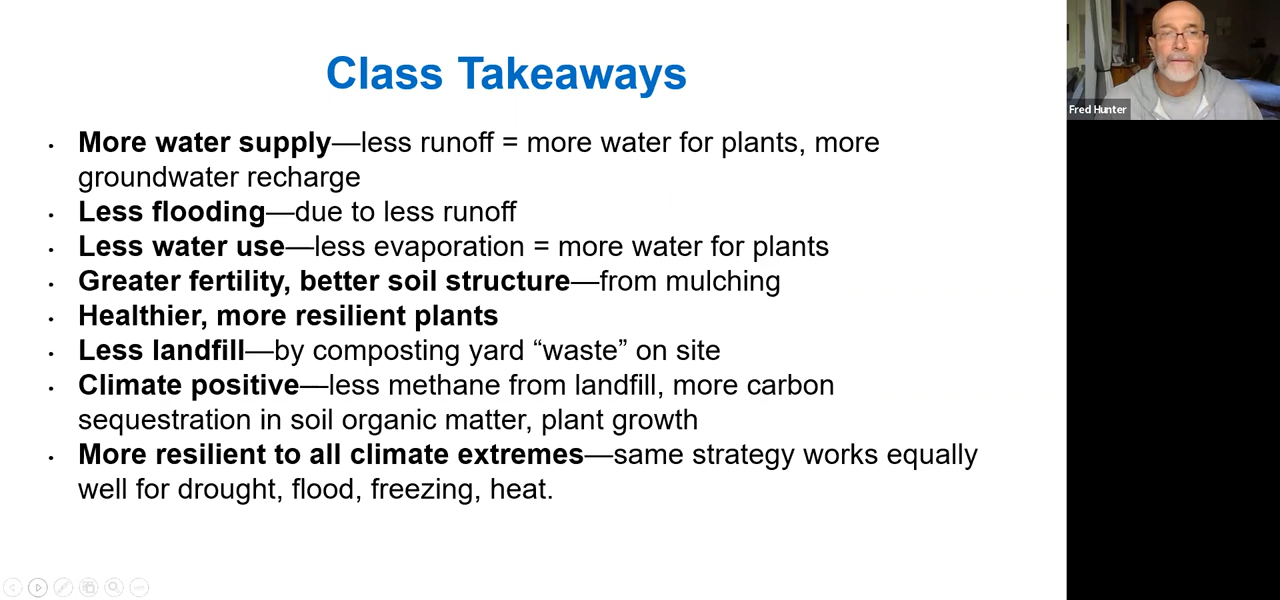 Class Takeaways
• More water supply—less runoff = more water for plants, more
groundwater recharge
• Less flooding—due to less runoff
• Less water use—less evaporation = more water for plants
• Greater fertility, better soil structure—from mulching
• Healthier, more resilient plants
• Less landfill—by composting yard “waste” on site
• Climate positive—less methane from landfill, more carbon
sequestration in soil organic matter, plant growth
• More resilient to all climate extremes—same strategy works equally
well for drought, flood, freezing, heat.
Fred Hunter